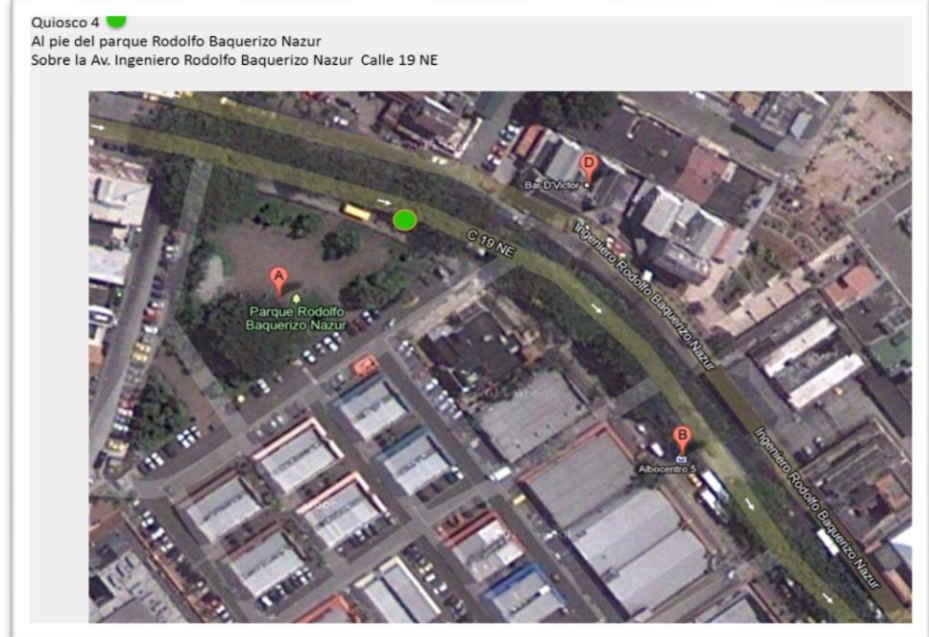 Quiosco 4
Al pie del parque Rodolfo Baquerizo Nazur
Sobre la Av. Ingeniero Rodolfo Baquerizo Nazur Calle 19 NE
D
Bar D'Victor
C 19 NE
Ingeniero Rodolfo Baquerizo Nazur
A
Parque Rodolfo
Baquerizo Nazur
B
Albocentro 5
Ingeniero Rodolfo Baquerizo Nazur